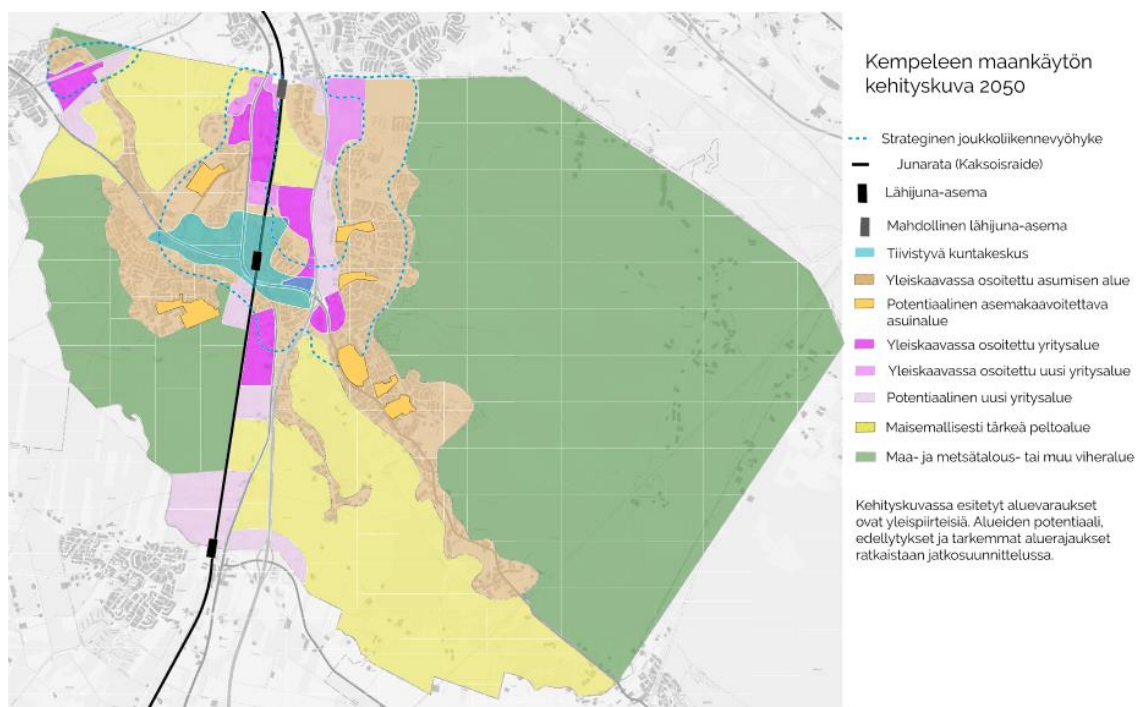 Kempeleen maankäytön
kehityskuva 2050
Strateginen joukkoliikennevyöhyke
Junarata (Kaksoisraide)
Lähijuna-asema
Mahdollinen lähijuna-asema
Tiivistyvä kuntakeskus
Yleiskaavassa osoitettu asumisen alue
Potentiaalinen asemakaavoitettava
asuinalue
Yleiskaavassa osoitettu yritysalue
Yleiskaavassa osoitettu uusi yritysalue
Potentiaalinen uusi yritysalue
Maisemallisesti tärkeä peltoalue
Maa- ja metsätalous- tai muu viheralue
Kehityskuvassa esitetyt aluevaraukset
ovat yleispiirteisiä. Alueiden potentiaali,
edellytykset ja tarkemmat aluerajaukset
ratkaistaan jatkosuunnittelussa.